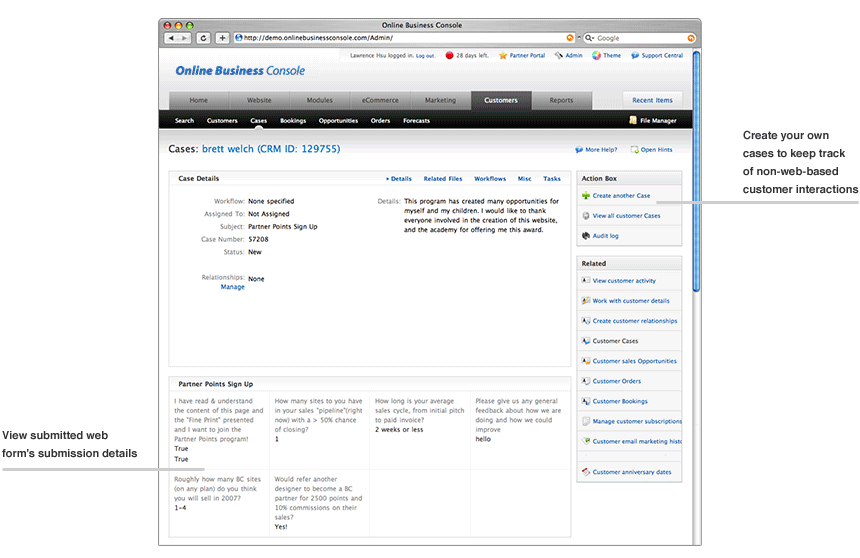 Online Business Console
http://demo.onlinebusinessconsole.com/Admin/
Google
Lawrence Hsu logged in. Log out.
28 days left.
Partner Portal
Admin
Theme
Support Central
Online Business Console
Home
Website
Modules
eCommerce
Marketing
Customers
Reports
Recent Items
Search
Customers
Cases
Bookings
Opportunities
Orders
Forecasts
File Manager
Cases: brett welch (CRM ID: 129755)
More Help?
Open Hints
Case Details
Details
Related Files
Workflows
Misc
Tasks
Workflow: None specified
Assigned To: Not Assigned
Subject: Partner Points Sign Up
Case Number: 57208
Status: New
Relationships: None
Manage
Details: This program has created many opportunities for
myself and my children. I would like to thank
everyone involved in the creation of this website,
and the academy for offering me this award.
Action Box
Create another Case
View all customer Cases
Audit log
Related
View customer activity
Work with customer details
Create customer relationships
Customer Cases
Customer sales Opportunities
Customer Orders
Customer Bookings
Manage customer subscriptions
Customer email marketing histo
Customer anniversary dates
Partner Points Sign Up
I have read & understand
the content of this page and
the "Fine Print" presented
and I want to join the
Partner Points program!
True
True
How many sites to you have
in your sales "pipeline"(right
now) with a > 50% chance
of closing?
1
How long is your average
sales cycle, from initial pitch
to paid invoice?
2 weeks or less
Please give us any general
feedback about how we are
doing and how we could
improve
hello
Roughly how many BC sites
(on any plan) do you think
you will sell in 2007?
1-4
Would refer another
designer to become a BC
partner for 2500 points and
10% commissions on their
sales?
Yes!
Create your own
cases to keep track
of non-web-based
customer interactions
View submitted web
form's submission details